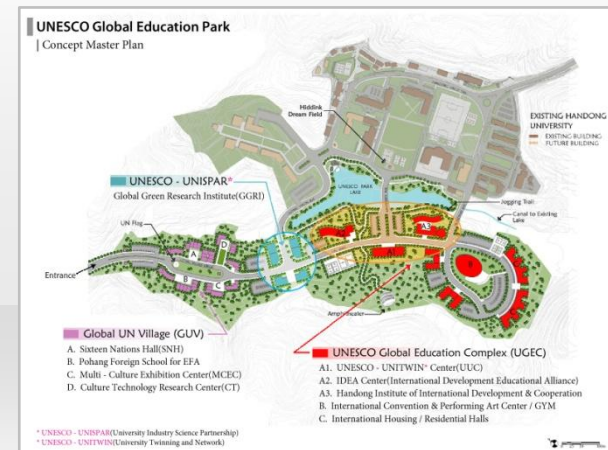 UNESCO Global Education Park
| Concept Master Plan
Hiddink
Dream Field
EXISTING HANDONG
UNIVERSITY
EXISTING BUILDING
FUTURE BUILDING
UNESCO - UNISPAR*
Global Green Research Institute(GGRI)
UNESCO PARK
LAKE
Jogging Trail
Canal to Existing
Lake
UN Flag
A
D
B
C
A3
A1
B
Entrance
Amphitheater
Global UN Village (GUV)
A. Sixteen Nations Hall(SNH)
B. Pohang Foreign School for EFA
C. Multi - Culture Exhibition Center(MCEC)
D. Culture Technology Research Center(CT)
UNESCO Global Education Complex (UGEC)
A1. UNESCO - UNITWIN* Center(UUC)
A2. IDEA Center(International Development Educational Alliance)
A3. Handong Institute of International Development & Cooperation
B. International Convention & Performing Art Center / GYM
C. International Housing / Residential Halls
* UNESCO - UNISPAR(University Industry Science Partnership)
* UNESCO - UNITWIN(University Twinning and Network)